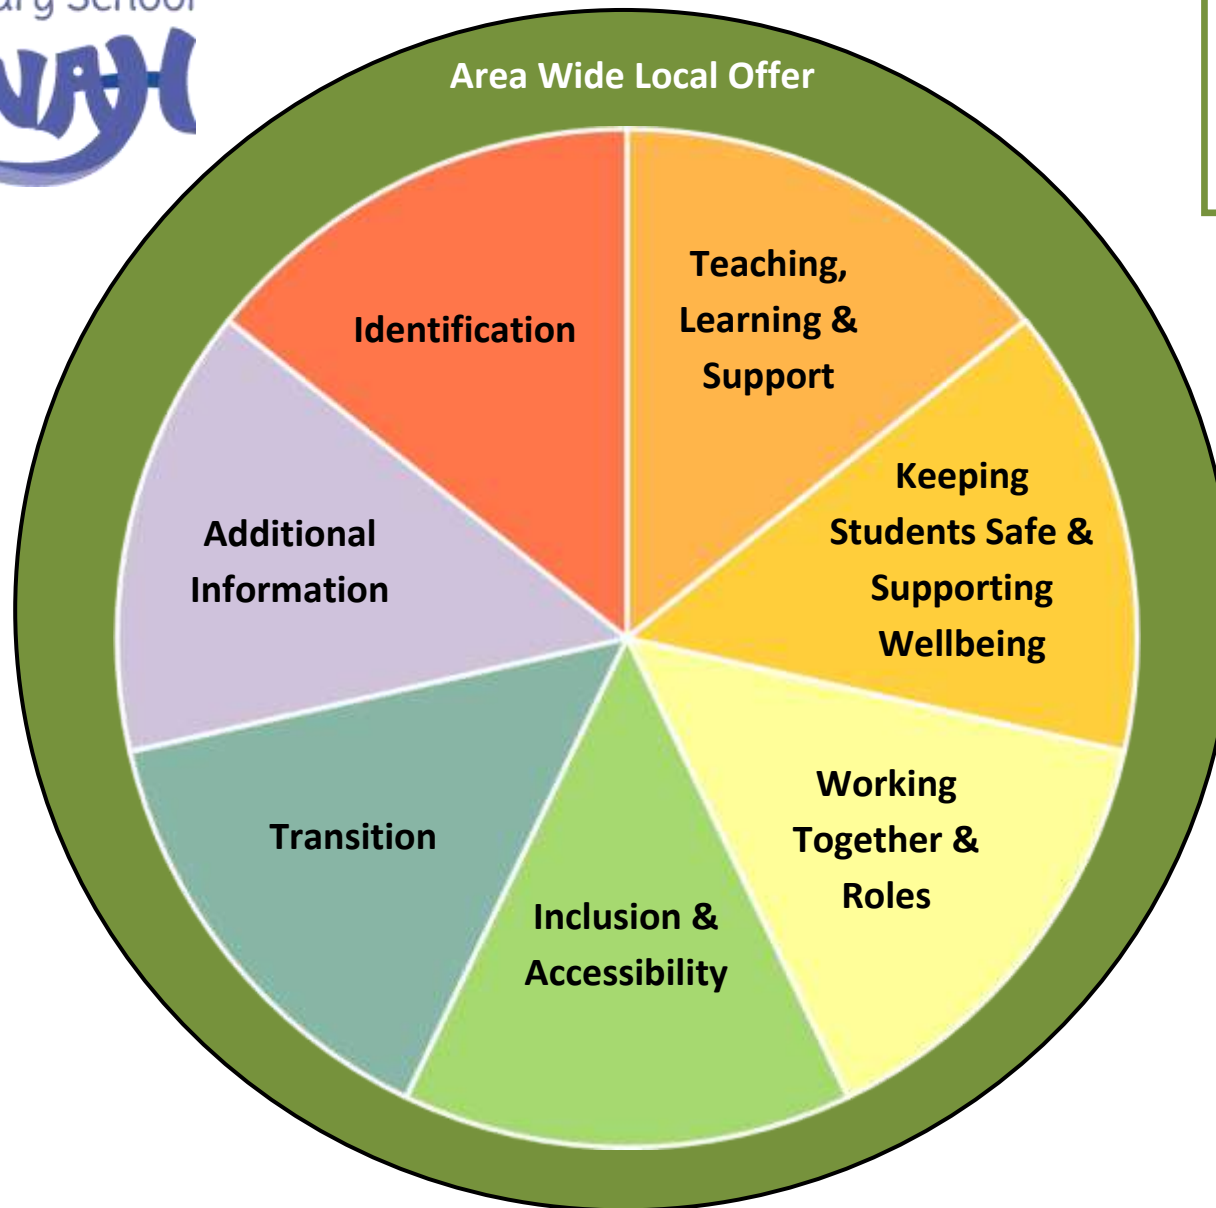 School
Area Wide Local Offer
Teaching,
Learning &
Support
Identification
Keeping
Students Safe &
Supporting
Wellbeing
Additional
Information
Working
Together &
Roles
Transition
Inclusion &
Accessibility